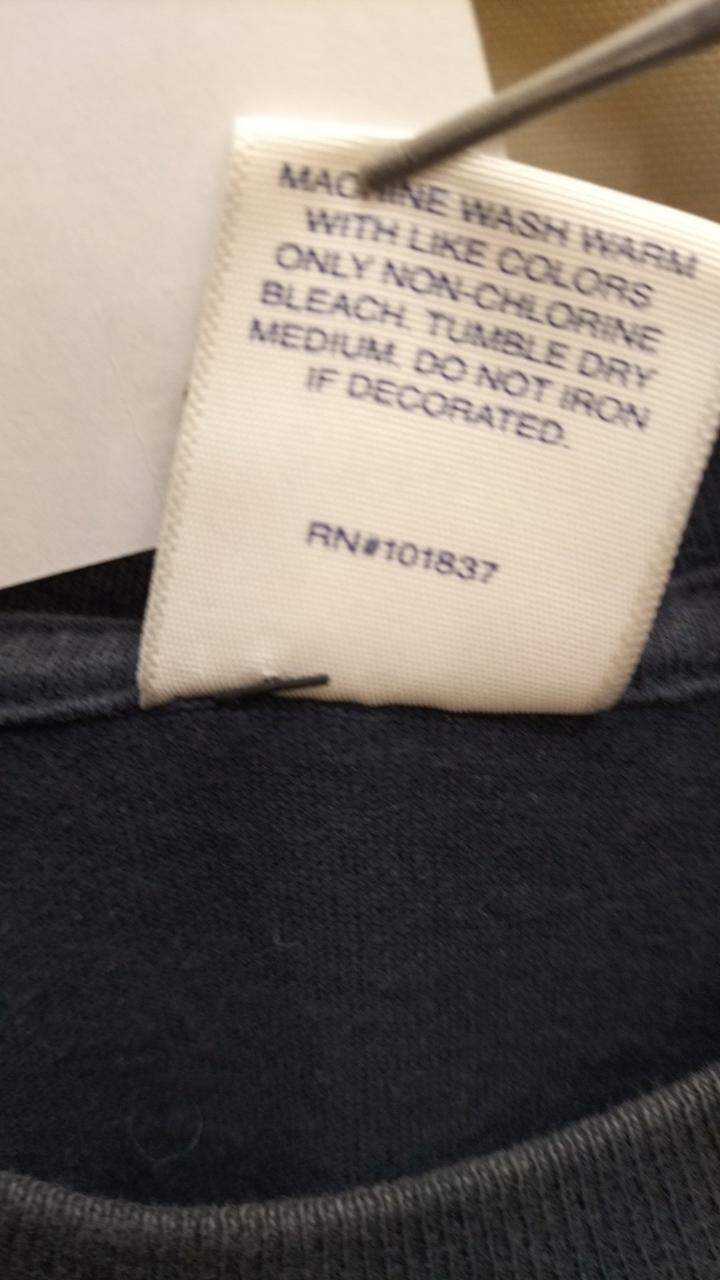 MACHINE WASH WARM
WITH LIKE COLORS
ONLY NON-CHLORINE
BLEACH. TUMBLE DRY
MEDIUM. DO NOT IRON
IF DECORATED.
RN#101837